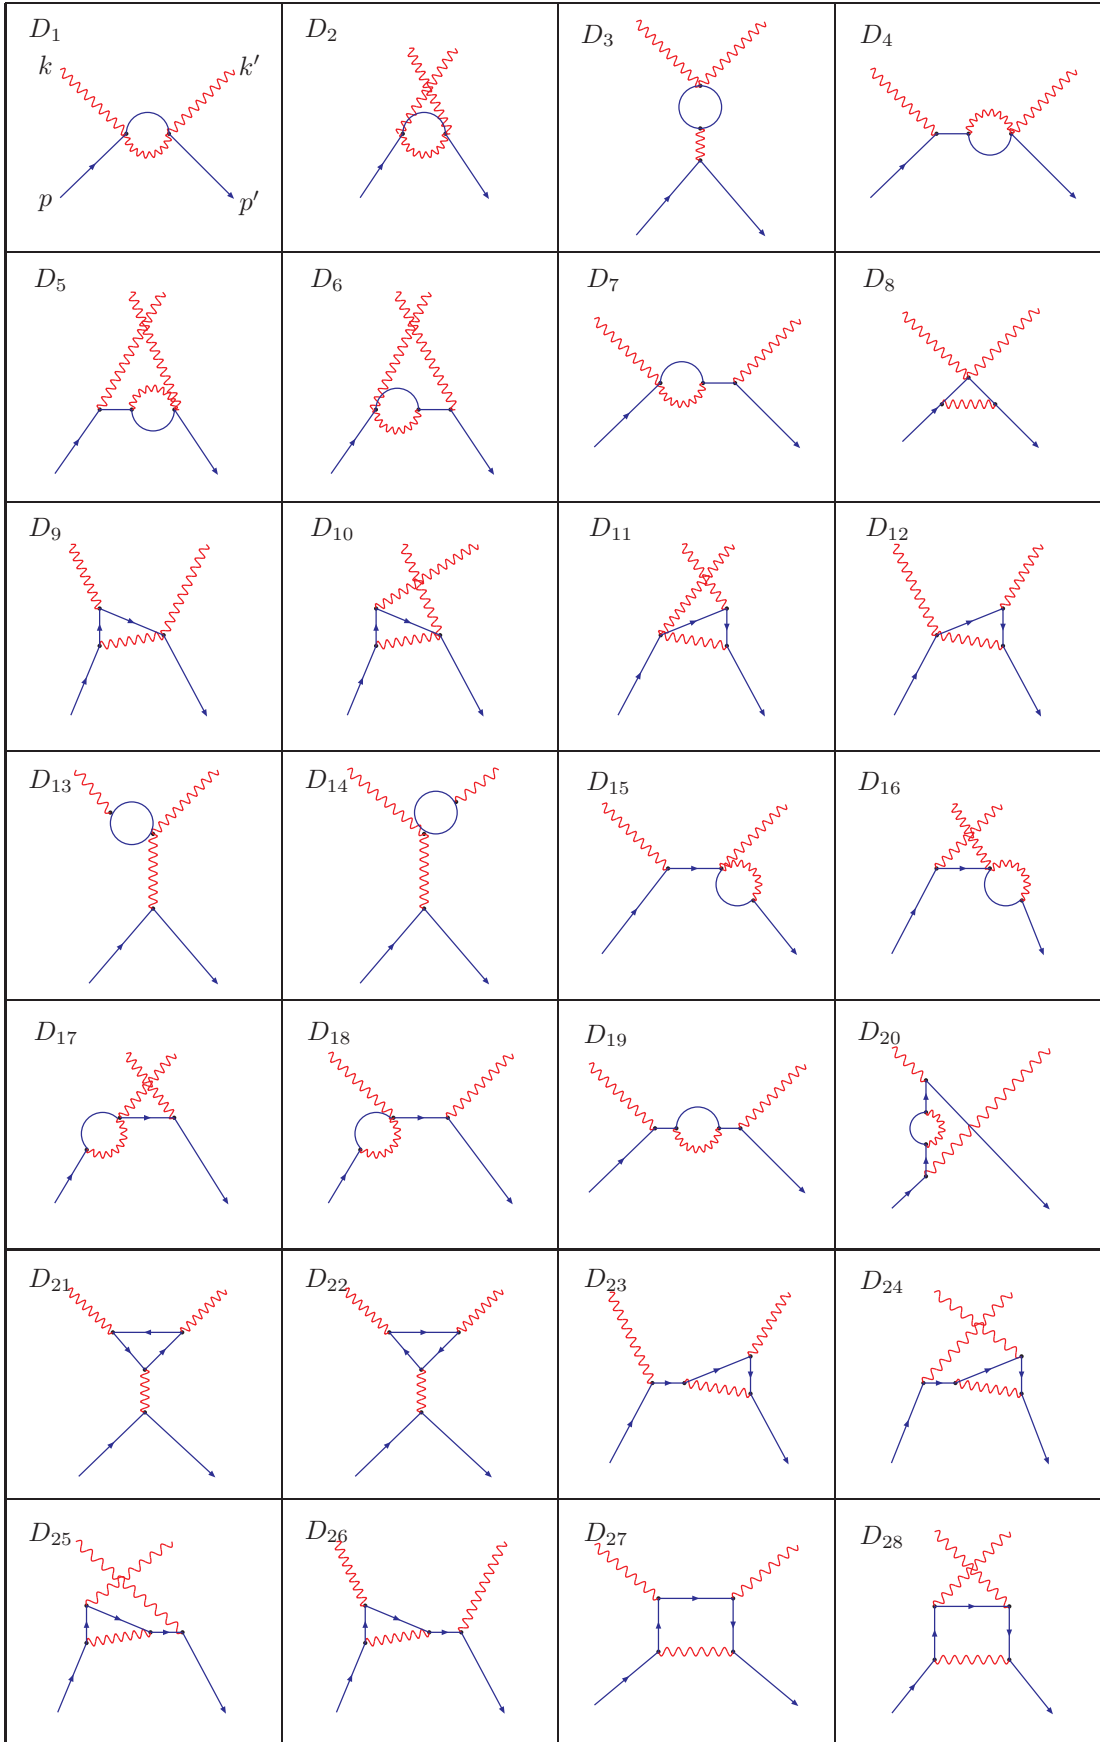 D₁ D₂ D₃ D₄
k k′
p p′
D₅ D₆ D₇ D₈
D₉ D₁₀ D₁₁ D₁₂
D₁₃ D₁₄ D₁₅ D₁₆
D₁₇ D₁₈ D₁₉ D₂₀
D₂₁ D₂₂ D₂₃ D₂₄
D₂₅ D₂₆ D₂₇ D₂₈